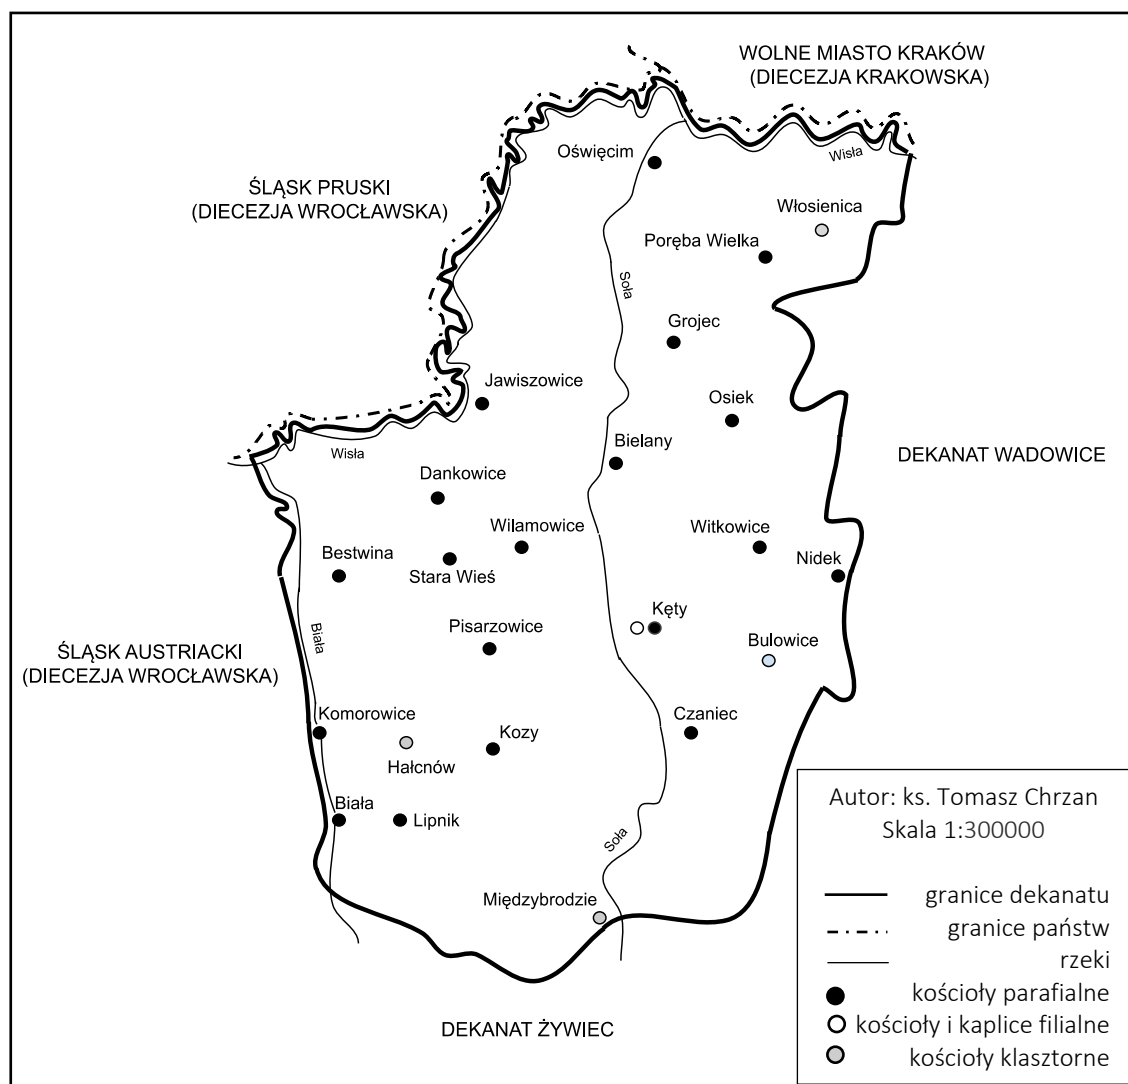 WOLNE MIASTO KRAKÓW
(DIECEZJA KRAKOWSKA)
Oświęcim
Wisła
ŚLĄSK PRUSKI
(DIECEZJA WROCŁAWSKA)
Włosienica
Poręba Wielka
Soła
Grojec
Jawiszowice
Osiek
Bielany
Wisła
DEKANAT WADOWICE
Dankowice
Wilamowice
Witkowice
Bestwina
Stara Wieś
Nidek
Kęty
Biała
Pisarzowice
Bulowice
ŚLĄSK AUSTRIACKI
(DIECEZJA WROCŁAWSKA)
Komorowice
Czaniec
Kozy
Hałcnów
Biała
Lipnik
Soła
Międzybrodzie
DEKANAT ŻYWIEC
Autor: ks. Tomasz Chrzan
Skala 1:300000
granice dekanatu
granice państw
rzeki
kościoły parafialne
kościoły i kaplice filialne
kościoły klasztorne